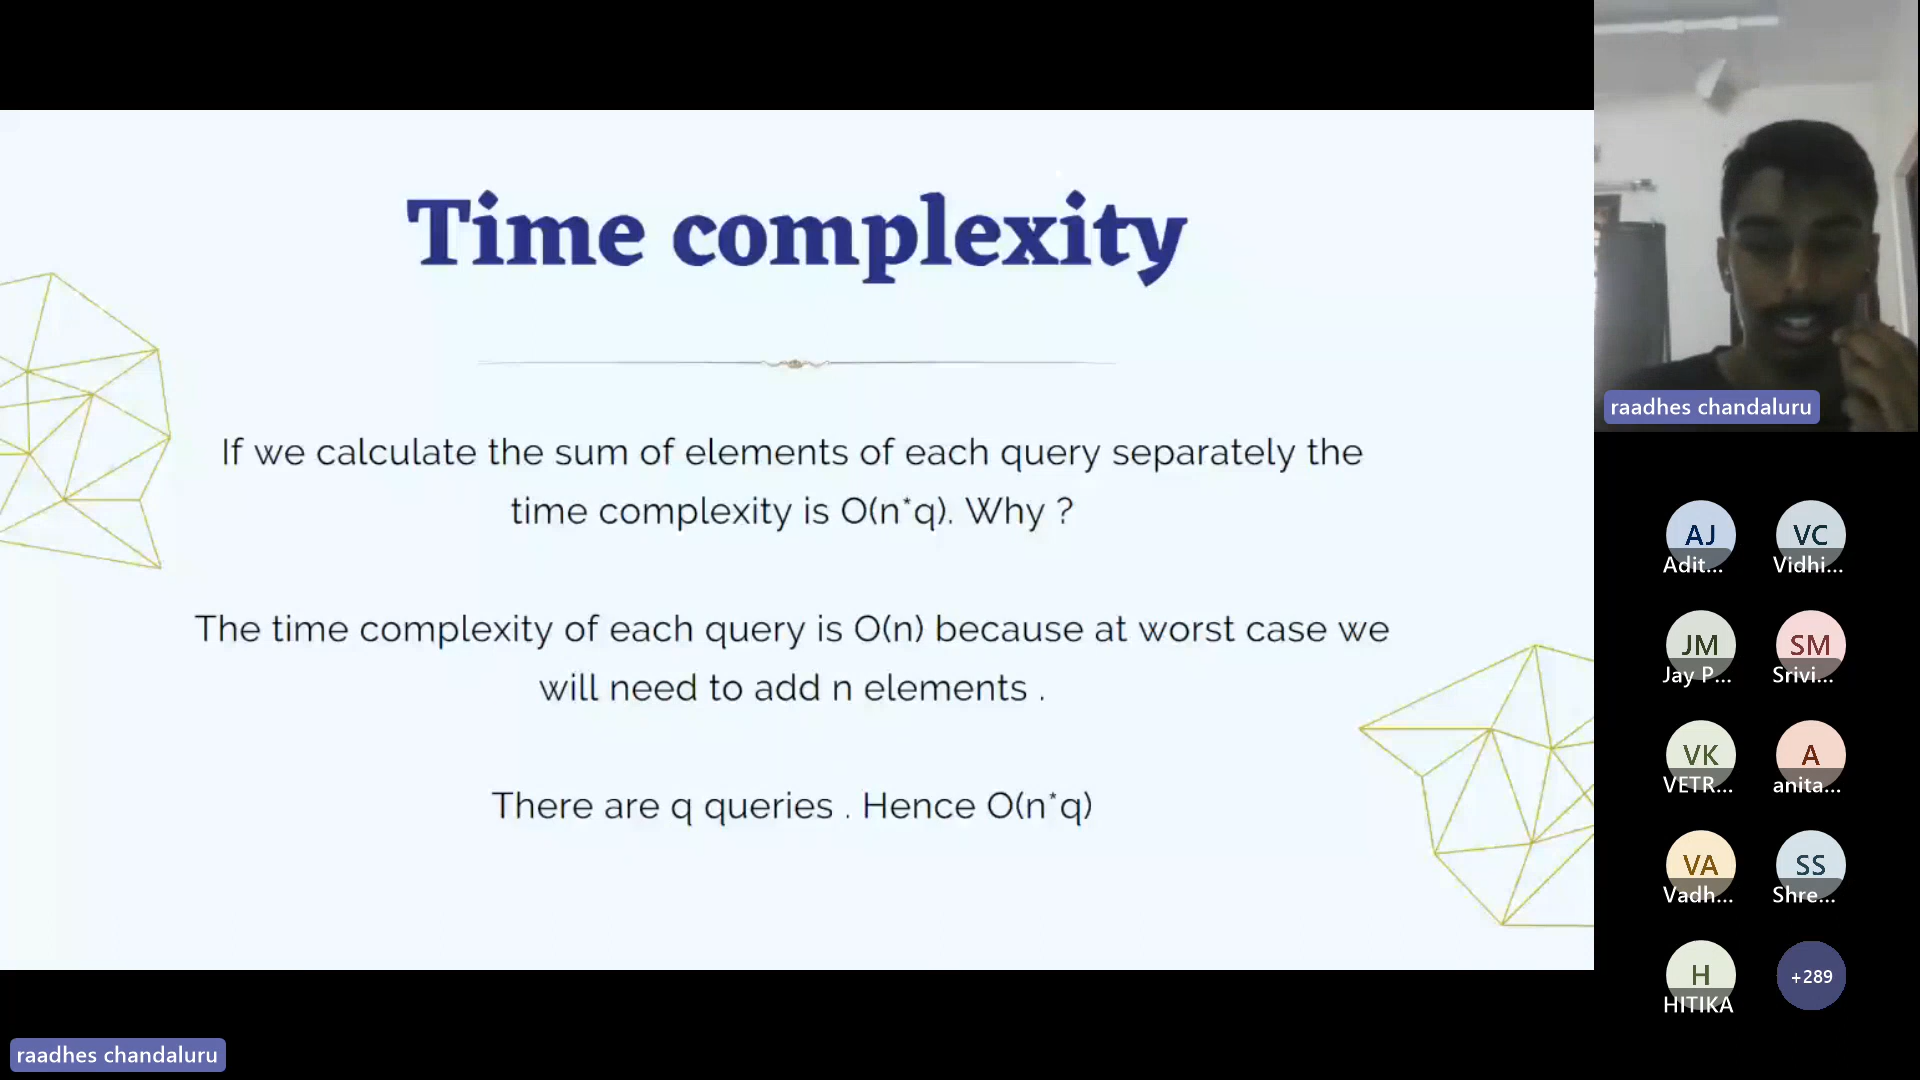 Time complexity
If we calculate the sum of elements of each query separately the
time complexity is O(n*q). Why ?
The time complexity of each query is O(n) because at worst case we
will need to add n elements .
There are q queries . Hence O(n*q)
raadhes chandaluru
AJ
Adit...
VC
Vidhi...
JM
Jay P...
SM
Srivi...
VK
VETR...
A
anita...
VA
Vadh...
SS
Shre...
H
HITIKA
+289
raadhes chandaluru